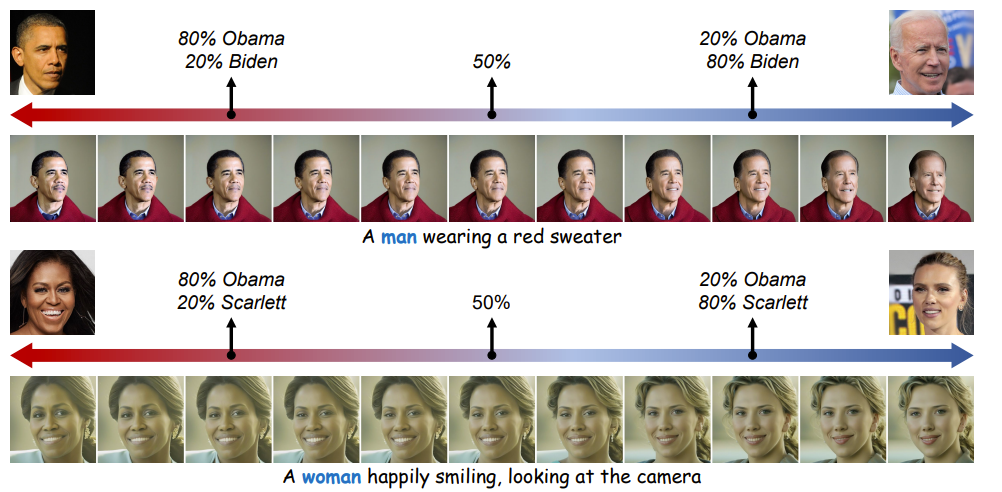 80% Obama
20% Biden
50%
20% Obama
80% Biden
A man wearing a red sweater
80% Obama
20% Scarlett
50%
20% Obama
80% Scarlett
A woman happily smiling, looking at the camera